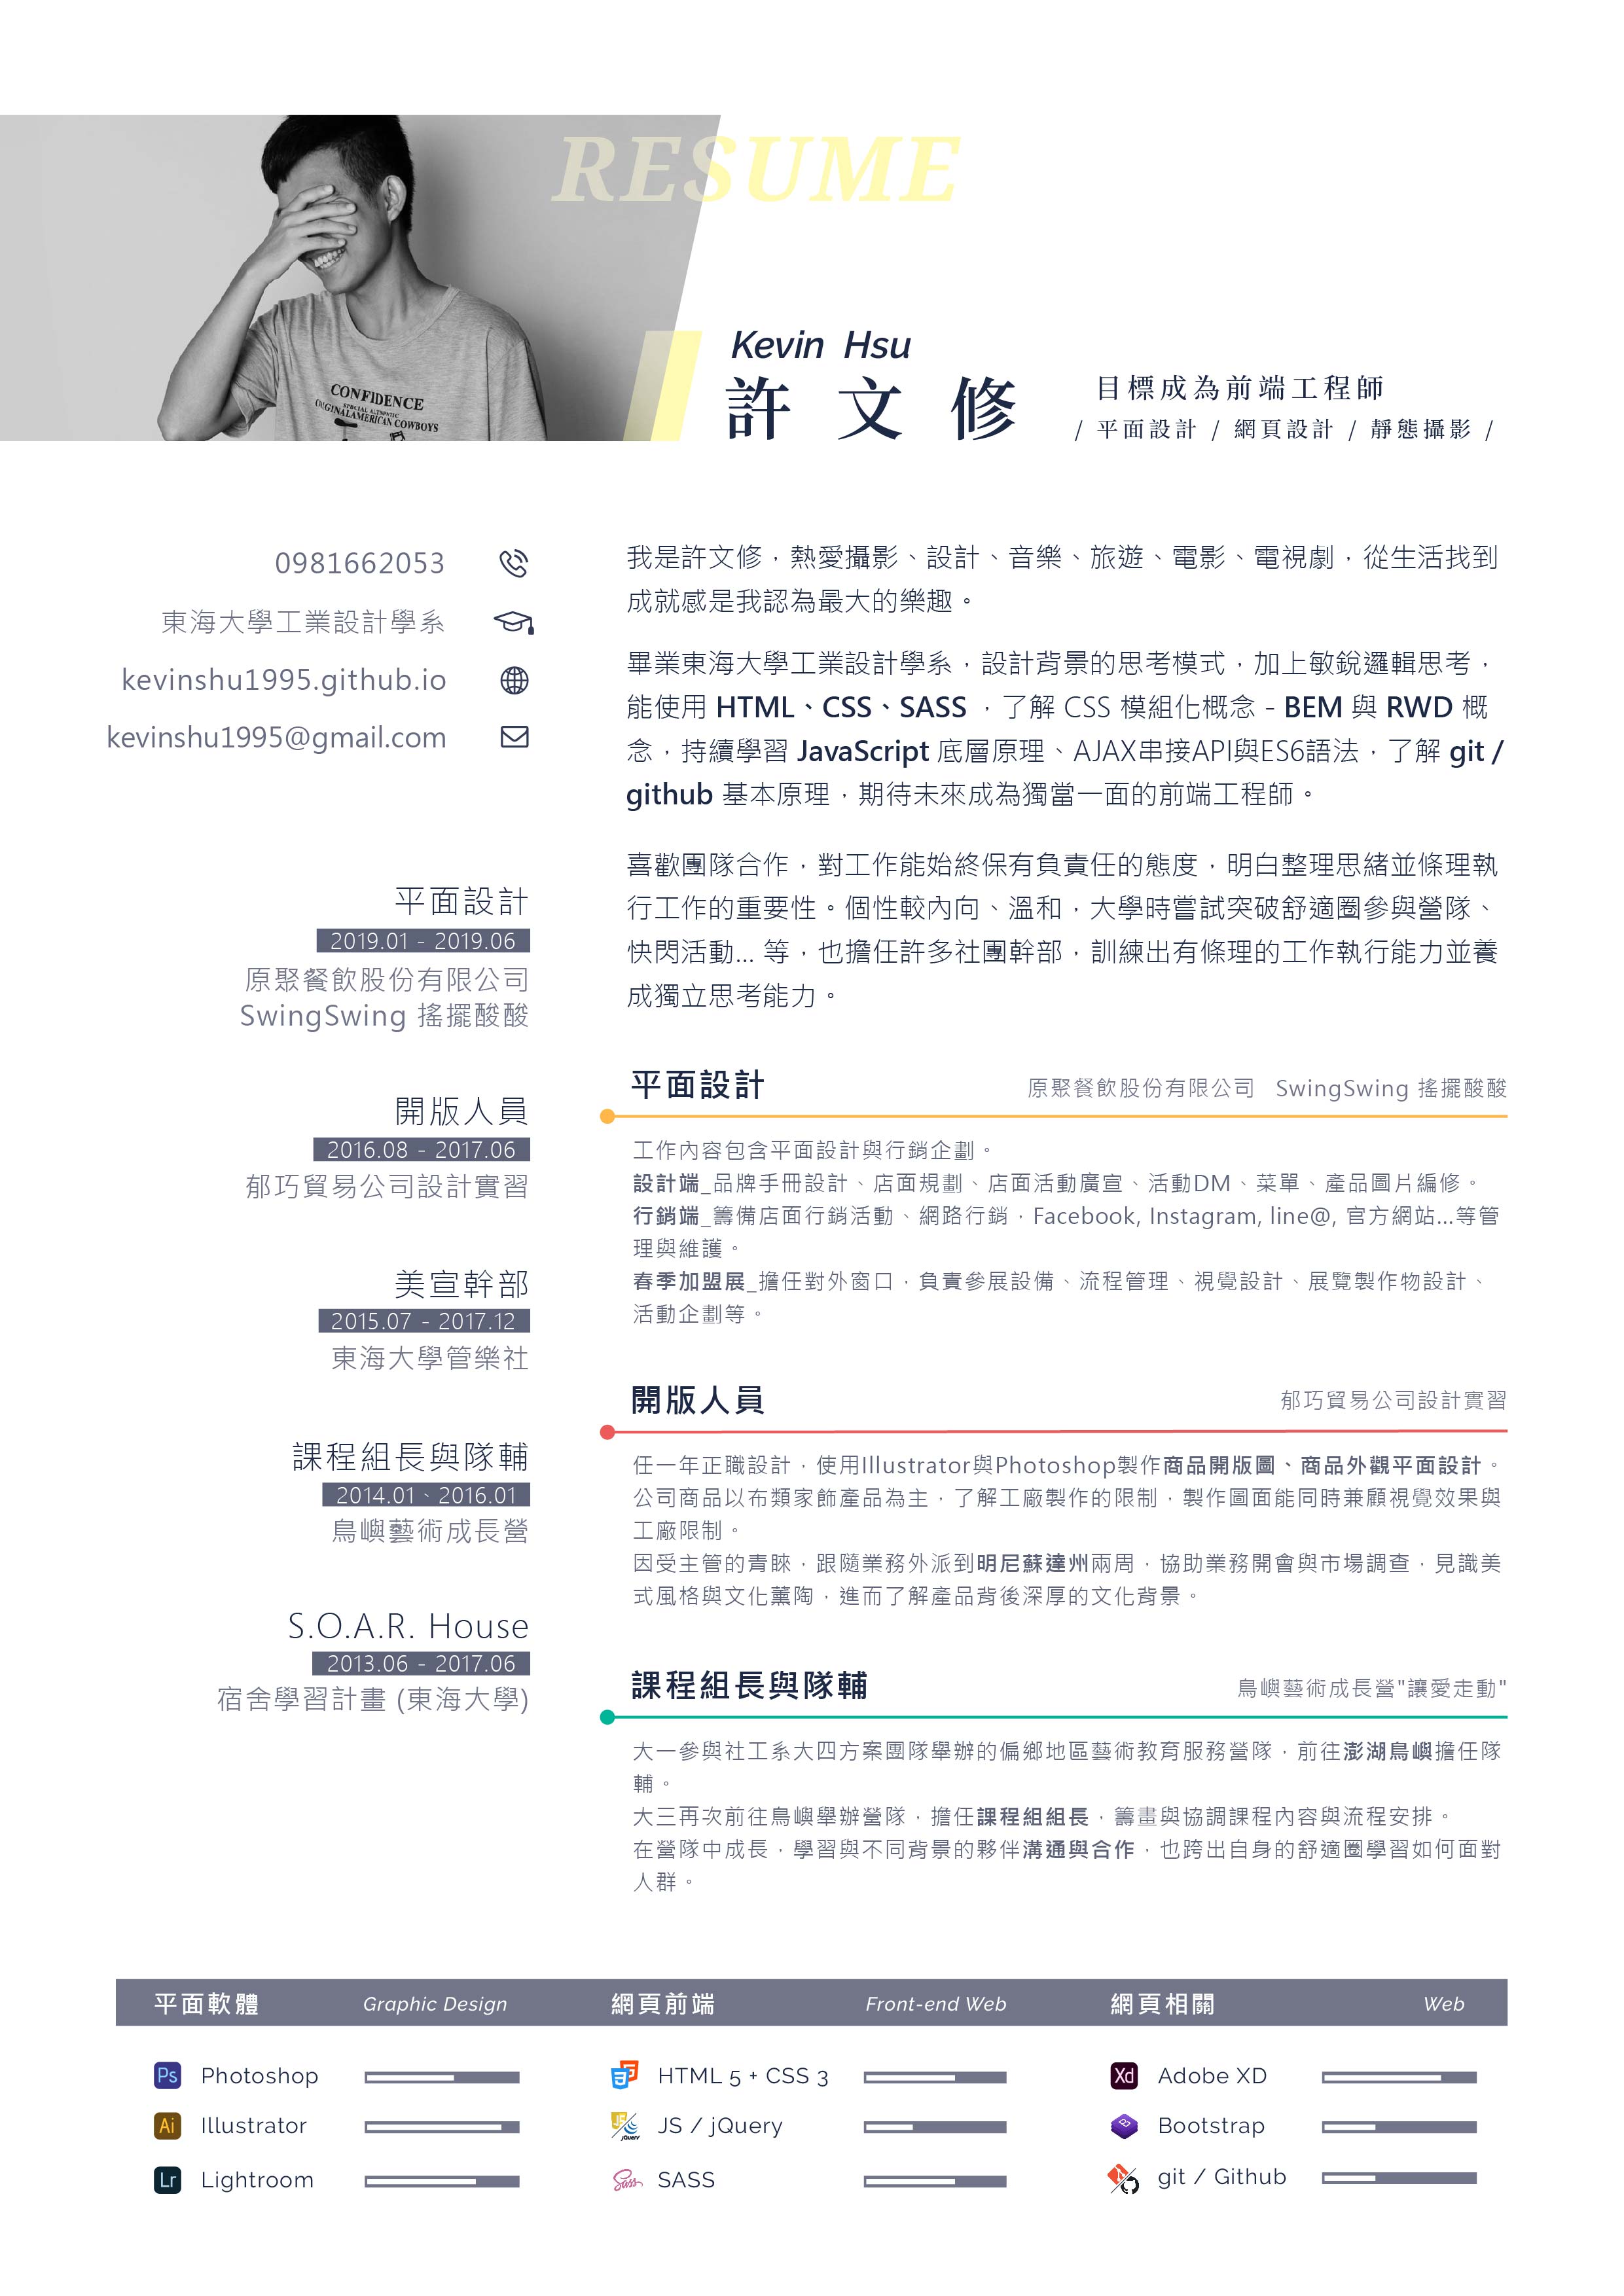 RESUME
CONFIDENCE
ORIGINALAMERICAN COWBOYS
Kevin Hsu
許文修
目標成為前端工程師
/ 平面設計 / 網頁設計 / 靜態攝影 /
0981662053
東海大學工業設計學系
kevinshu1995.github.io
kevinshu1995@gmail.com
平面設計
2019.01 - 2019.06
原聚餐飲股份有限公司
SwingSwing 搖擺酸酸
開版人員
2016.08 - 2017.06
郁巧貿易公司設計實習
美宣幹部
2015.07 - 2017.12
東海大學管樂社
課程組長與隊輔
2014.01、2016.01
鳥嶼藝術成長營
S.O.A.R. House
2013.06 - 2017.06
宿舍學習計畫 (東海大學)
我是許文修，熱愛攝影、設計、音樂、旅遊、電影、電視劇，從生活找到
成就感是我認為最大的樂趣。
畢業東海大學工業設計學系，設計背景的思考模式，加上敏銳邏輯思考，
能使用 HTML、CSS、SASS ，了解 CSS 模組化概念 - BEM 與 RWD 概
念，持續學習 JavaScript 底層原理、AJAX串接API與ES6語法，了解 git /
github 基本原理，期待未來成為獨當一面的前端工程師。
喜歡團隊合作，對工作能始終保有負責任的態度，明白整理思緒並條理執
行工作的重要性。個性較內向、溫和，大學時嘗試突破舒適圈參與營隊、
快閃活動... 等，也擔任許多社團幹部，訓練出有條理的工作執行能力並養
成獨立思考能力。
平面設計
原聚餐飲股份有限公司 SwingSwing 搖擺酸酸
工作內容包含平面設計與行銷企劃。
設計端_品牌手冊設計、店面規劃、店面活動廣宣、活動DM、菜單、產品圖片編修。
行銷端_籌備店面行銷活動、網路行銷，Facebook, Instagram, line@, 官方網站...等管
理與維護。
春季加盟展_擔任對外窗口，負責參展設備、流程管理、視覺設計、展覽製作物設計、
活動企劃等。
開版人員
郁巧貿易公司設計實習
任一年正職設計，使用Illustrator與Photoshop製作商品開版圖、商品外觀平面設計。
公司商品以布類家飾產品為主，了解工廠製作的限制，製作圖面能同時兼顧視覺效果與
工廠限制。
因受主管的青睞，跟隨業務外派到明尼蘇達州兩周，協助業務開會與市場調查，見識美
式風格與文化薰陶，進而了解產品背後深厚的文化背景。
課程組長與隊輔
鳥嶼藝術成長營"讓愛走動"
大一參與社工系大四方案團隊舉辦的偏鄉地區藝術教育服務營隊，前往澎湖鳥嶼擔任隊
輔。
大三再次前往鳥嶼舉辦營隊，擔任課程組組長，籌畫與協調課程內容與流程安排。
在營隊中成長，學習與不同背景的夥伴溝通與合作，也跨出自身的舒適圈學習如何面對
人群。
平面軟體 Graphic Design
Ps Photoshop
Ai Illustrator
Lr Lightroom
網頁前端 Front-end Web
HTML 5 + CSS 3
JS jQuery JS / jQuery
Sass SASS
網頁相關 Web
Xd Adobe XD
B Bootstrap
git / Github